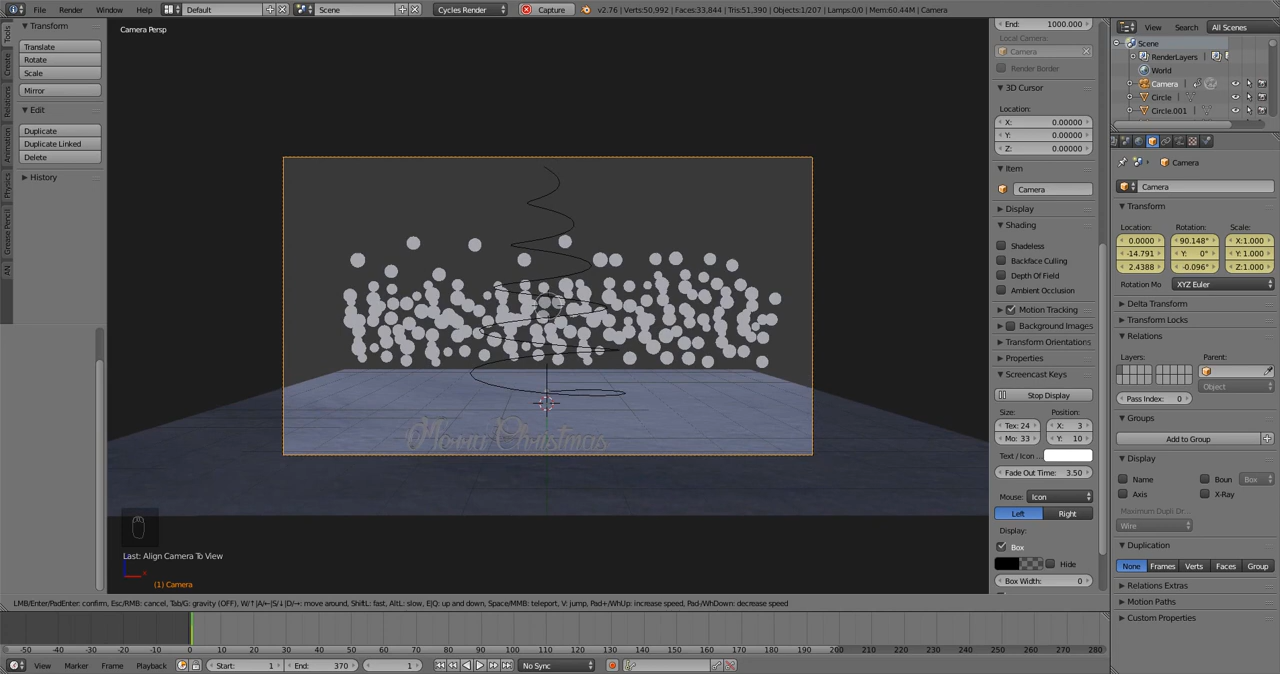 File Render Window Help Default Scene Cycles Render Capture v2.76 | Verts:50,992 | Faces:33,844 | Tris:51,390 | Objects:1/207 | Lamps:0/0 | Mem:60.44M | Camera
Tools
Create
Relations
Animation
Physics
Grease Pencil
AN
Transform
Translate
Rotate
Scale
Mirror
Edit
Duplicate
Duplicate Linked
Delete
History
Camera Persp
Last: Align Camera To View
(1) Camera
LMB/Enter/PadEnter: confirm, Esc/RMB: cancel, Tab/G: gravity (OFF), W/↑|A/←|S/↓|D/→: move around, Shift|L: fast, Alt|L: slow, E|Q: up and down, Space/MMB: teleport, V: jump, Pad+/WhUp: increase speed, Pad-/WhDown: decrease speed
End: 1000.000
Local Camera:
Camera
Render Border
3D Cursor
Location:
X: 0.00000
Y: 0.00000
Z: 0.00000
Item
Camera
Display
Shading
Shadeless
Backface Culling
Depth Of Field
Ambient Occlusion
Motion Tracking
Background Images
Transform Orientations
Properties
Screencast Keys
Stop Display
Size: Position:
Tex: 24 X: 3
Mo: 33 Y: 10
Text / Icon ...
Fade Out Time: 3.50
Mouse: Icon
Left Right
Display:
Box
Hide
Box Width: 0
View Search All Scenes
Scene
RenderLayers
World
Camera
Circle
Circle.001
Camera
Camera
Transform
Location: Rotation: Scale:
0.0000 90.148° X:1.000
-14.791 Y: 0° Y:1.000
2.4388 -0.096° Z:1.000
Rotation Mo XYZ Euler
Delta Transform
Transform Locks
Relations
Layers: Parent:
Object
Pass Index: 0
Groups
Add to Group
Display
Name Boun Box
Axis X-Ray
Maximum Dupli Dr...
Wire
Duplication
None Frames Verts Faces Group
Relations Extras
Motion Paths
Custom Properties
-50 -40 -30 -20 -10 0 10 20 30 40 50 60 70 80 90 100 110 120 130 140 150 160 170 180 190 200 210 220 230 240 250 260 270 280
View Marker Frame Playback Start: 1 End: 370 1 No Sync